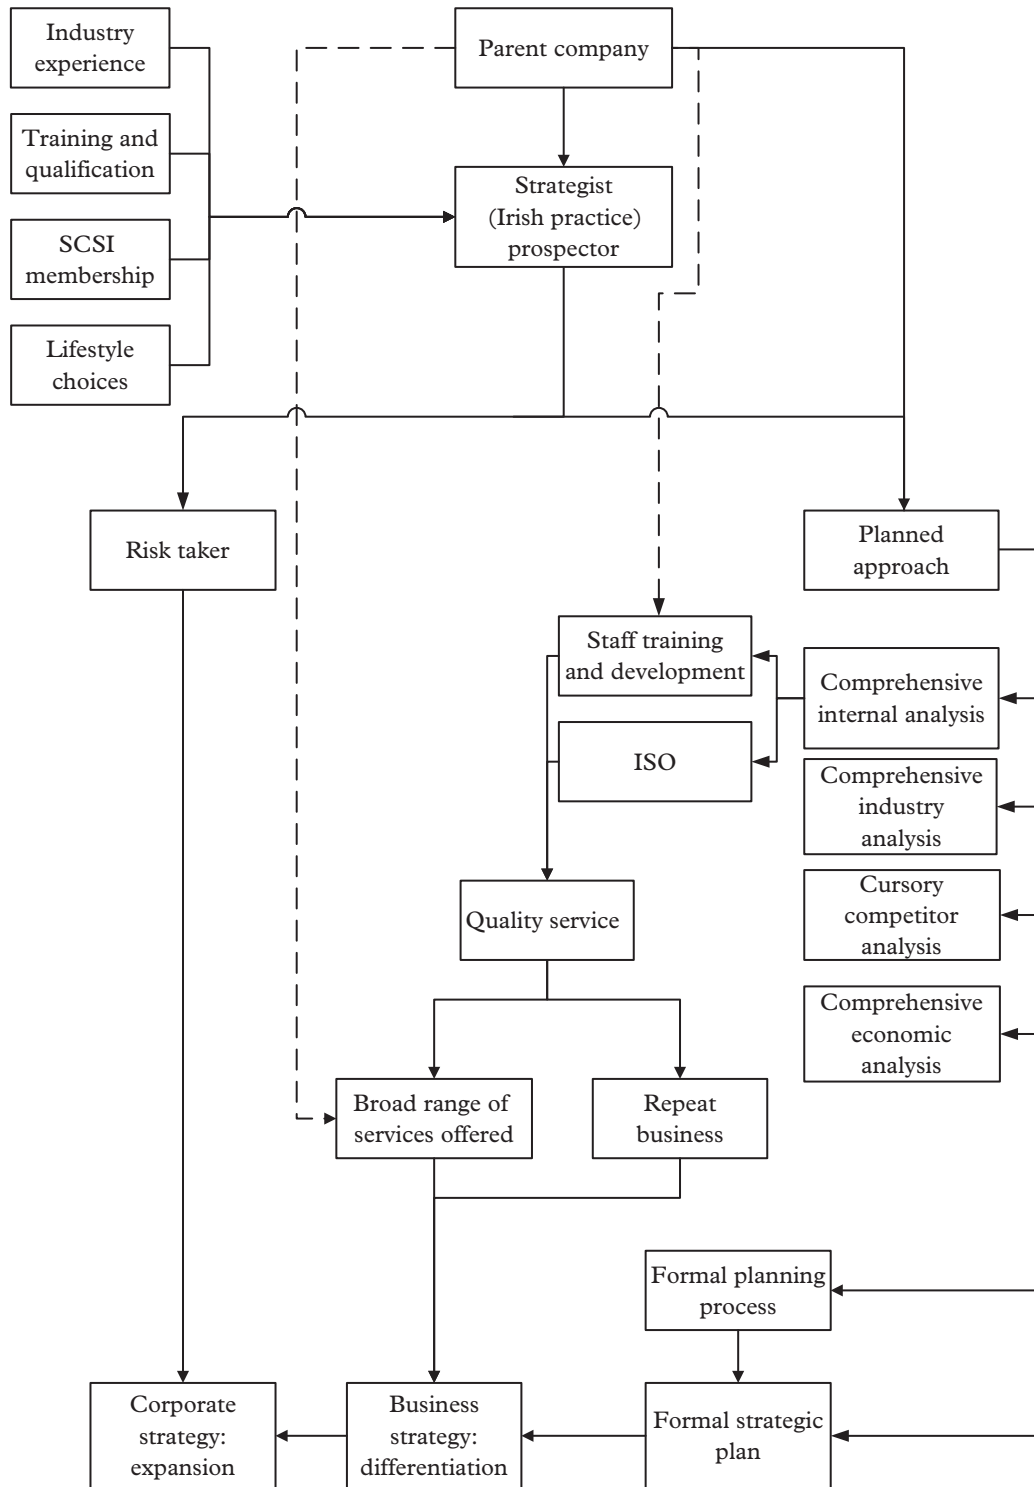 Industry
experience
Parent company
Training and
qualification
Strategist
(Irish practice)
prospector
SCSI
membership
Lifestyle
choices
Risk taker
Planned
approach
Staff training
and development
Comprehensive
internal analysis
ISO
Comprehensive
industry
analysis
Quality service
Cursory
competitor
analysis
Comprehensive
economic
analysis
Broad range of
services offered
Repeat
business
Formal planning
process
Corporate
strategy:
expansion
Business
strategy:
differentiation
Formal strategic
plan